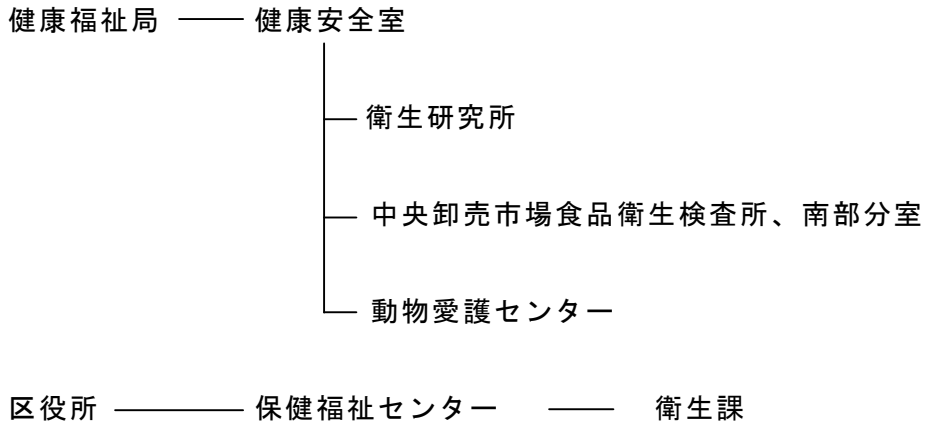 健康福祉局 健康安全室
衛生研究所
中央卸売市場食品衛生検査所、南部分室
動物愛護センター
区役所 保健福祉センター 衛生課